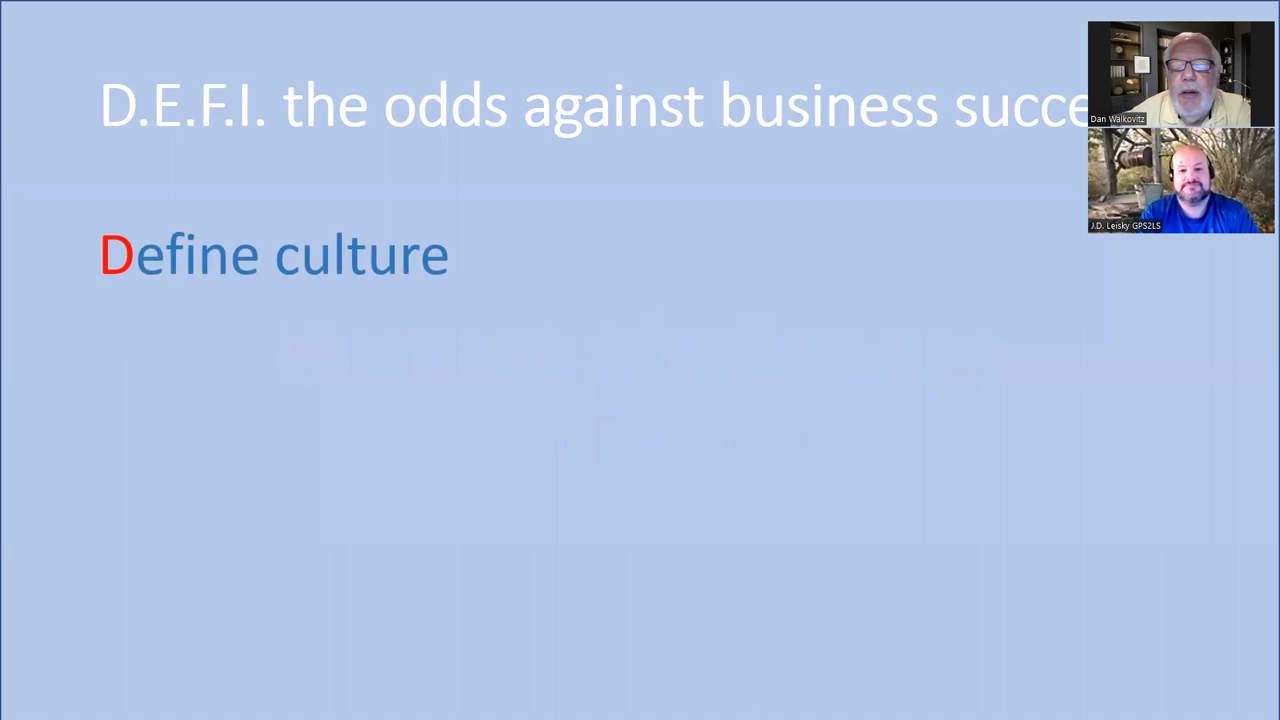 D.E.F.I. the odds against business succe
Define culture
Dan Walkovitz
J.D. Leisky GPS2LS